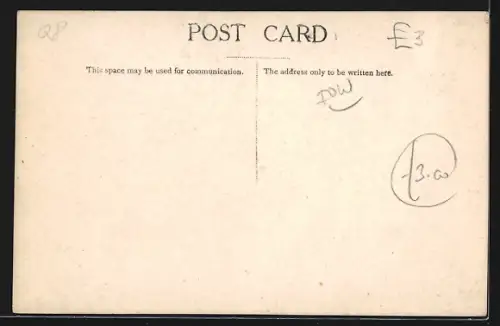 Q8
POST CARD
£3
This space may be used for communication.
The address only to be written here.
IOW
3.00